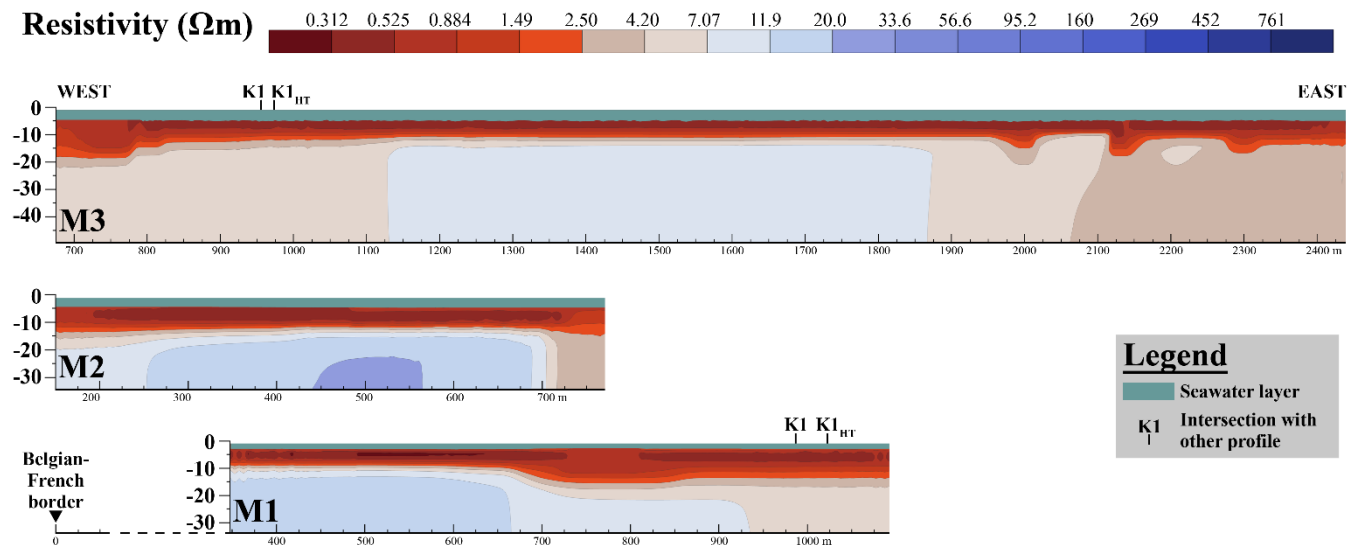 Resistivity (Ωm)
0.312 0.525 0.884 1.49 2.50 4.20 7.07 11.9 20.0 33.6 56.6 95.2 160 269 452 761
WEST K1 K1HT EAST
0
-10
-20
-30
-40
M3
700 800 900 1000 1100 1200 1300 1400 1500 1600 1700 1800 1900 2000 2100 2200 2300 2400 m
0
-10
-20
-30
M2
200 300 400 500 600 700 m
Legend
Seawater layer
K1 Intersection with
other profile
K1 K1HT
0
-10
-20
-30
M1
400 500 600 700 800 900 1000 m
Belgian-
French
border
0